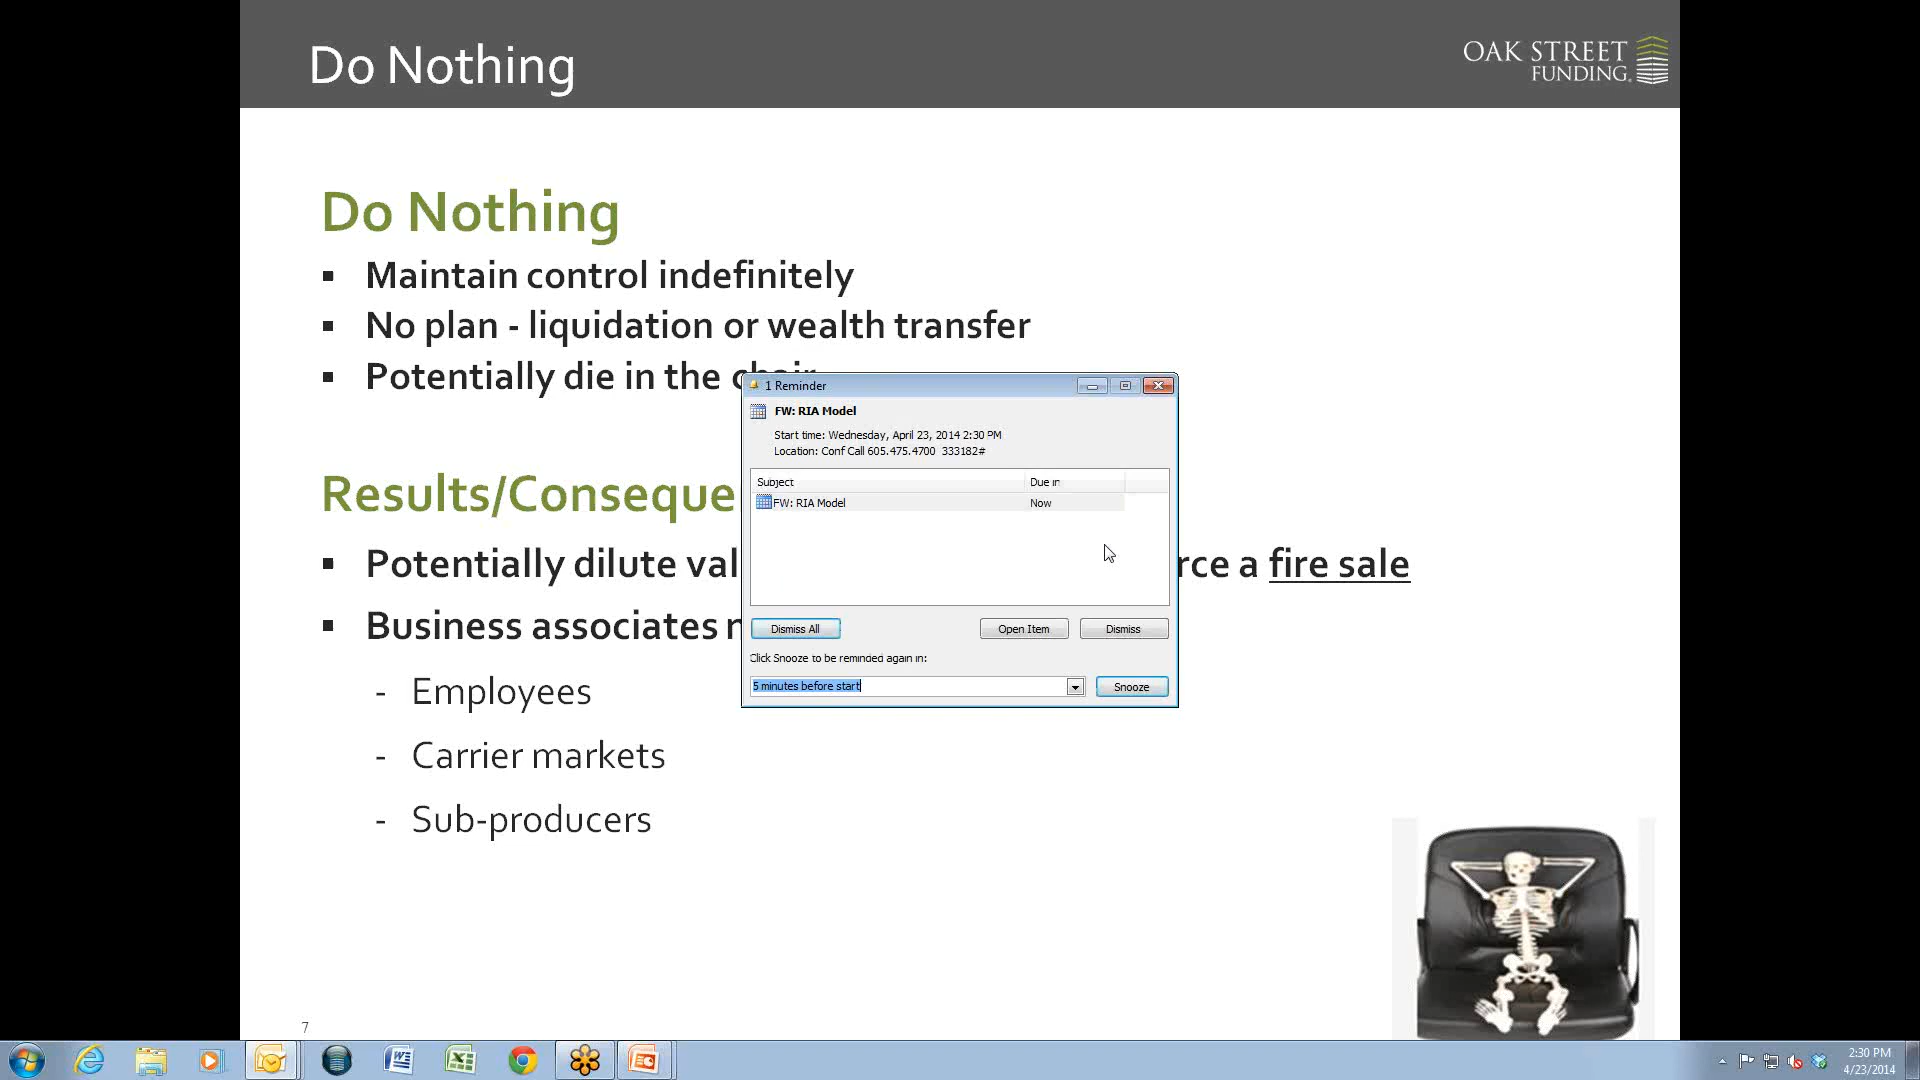 Do Nothing
OAK STREET
FUNDING.
Do Nothing
▪ Maintain control indefinitely
▪ No plan - liquidation or wealth transfer
▪ Potentially die in the chair
1 Reminder
FW: RIA Model
Start time: Wednesday, April 23, 2014 2:30 PM
Location: Conf Call 605.475.4700 333182#
Subject Due in
FW: RIA Model Now
Dismiss All Open Item Dismiss
Click Snooze to be reminded again in:
5 minutes before start Snooze
Results/Conseque
▪ Potentially dilute val rce a fire sale
▪ Business associates
- Employees
- Carrier markets
- Sub-producers
7
2:30 PM
4/23/2014